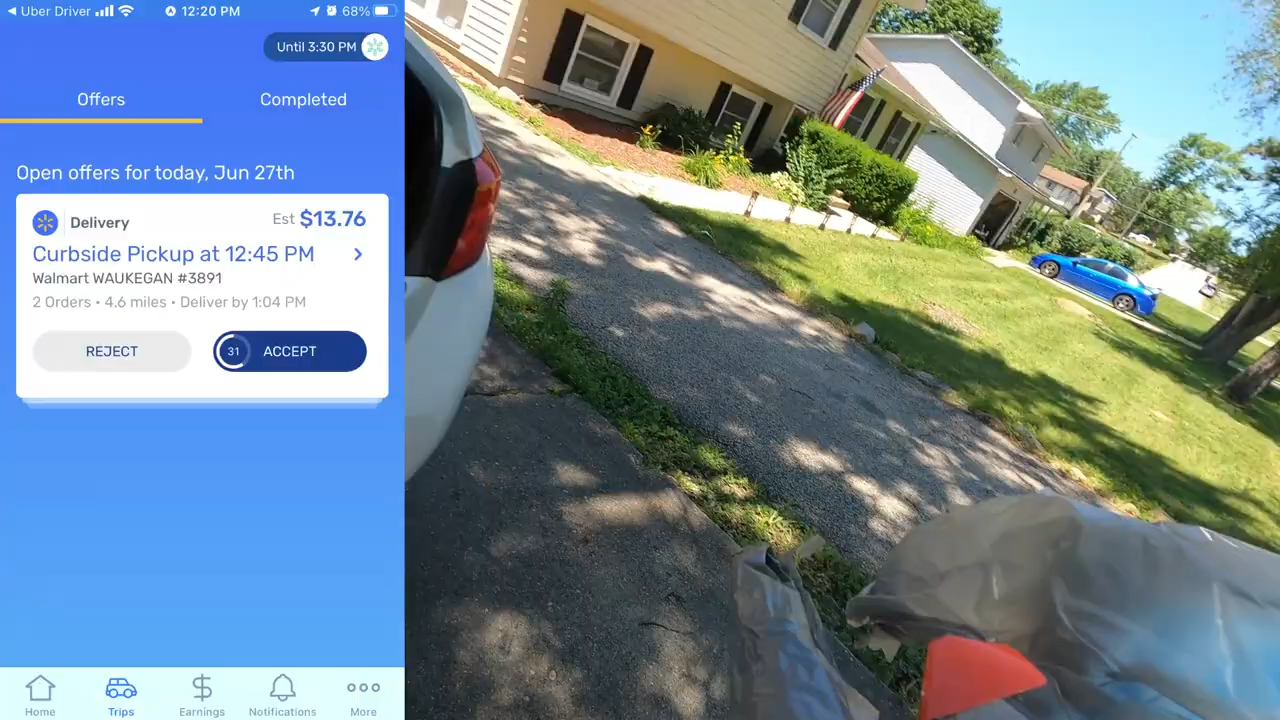 Uber Driver 12:20 PM 68%
Until 3:30 PM
Offers Completed
Open offers for today, Jun 27th
Delivery Est $13.76
Curbside Pickup at 12:45 PM
Walmart WAUKEGAN #3891
2 Orders • 4.6 miles • Deliver by 1:04 PM
REJECT 31 ACCEPT
Home Trips Earnings Notifications More